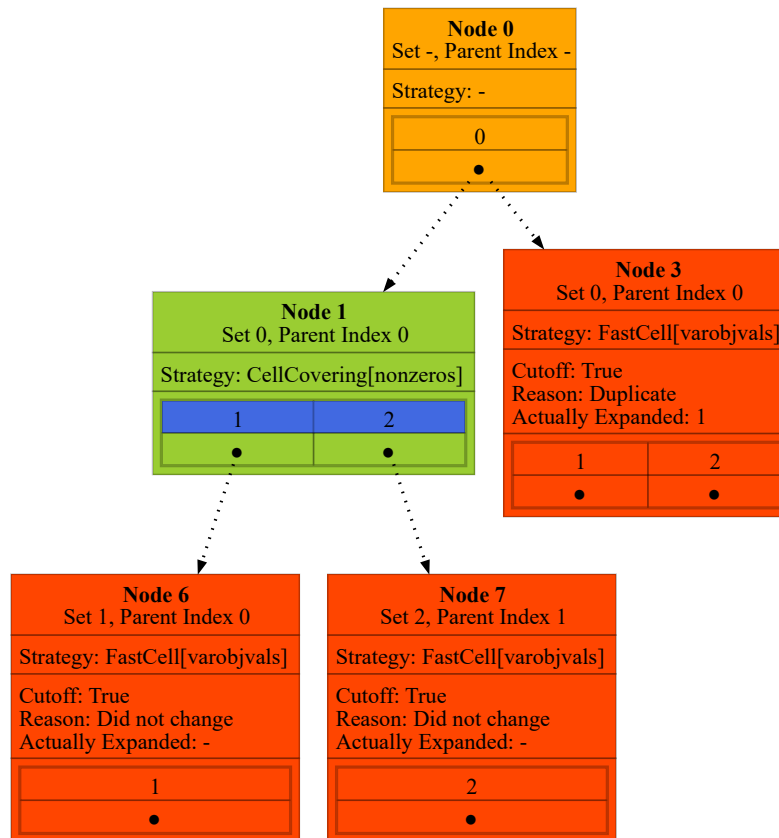 Node 0
Set -, Parent Index -
Strategy: -
0
Node 3
Set 0, Parent Index 0
Strategy: FastCell[varobjvals]
Cutoff: True
Reason: Duplicate
Actually Expanded: 1
1 2
Node 1
Set 0, Parent Index 0
Strategy: CellCovering[nonzeros]
1 2
Node 6
Set 1, Parent Index 0
Strategy: FastCell[varobjvals]
Cutoff: True
Reason: Did not change
Actually Expanded: -
1
Node 7
Set 2, Parent Index 1
Strategy: FastCell[varobjvals]
Cutoff: True
Reason: Did not change
Actually Expanded: -
2